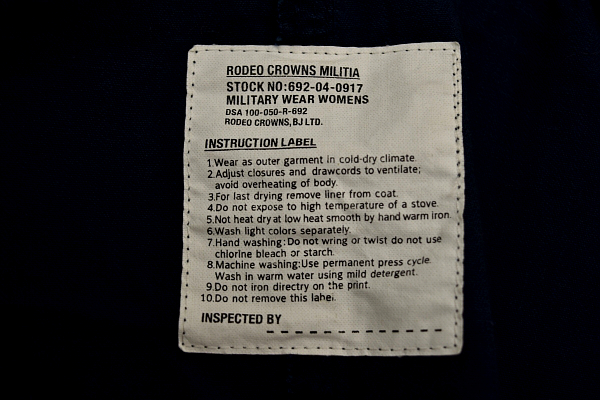 RODEO CROWNS MILITIA
STOCK NO:692-04-0917
MILITARY WEAR WOMENS
DSA 100-050-R-692
RODEO CROWNS, BJ LTD.
INSTRUCTION LABEL
1.Wear as outer garment in cold-dry climate.
2.Adjust closures and drawcords to ventilate;
avoid overheating of body.
3.For last drying remove liner from coat.
4.Do not expose to high temperature of a stove.
5.Not heat dry at low heat smooth by hand warm iron.
6.Wash light colors separately.
7.Hand washing:Do not wring or twist do not use
chlorine bleach or starch.
8.Machine washing:Use permanent press cycle.
Wash in warm water using mild detergent.
9.Do not iron directry on the print.
10.Do not remove this label.
INSPECTED BY